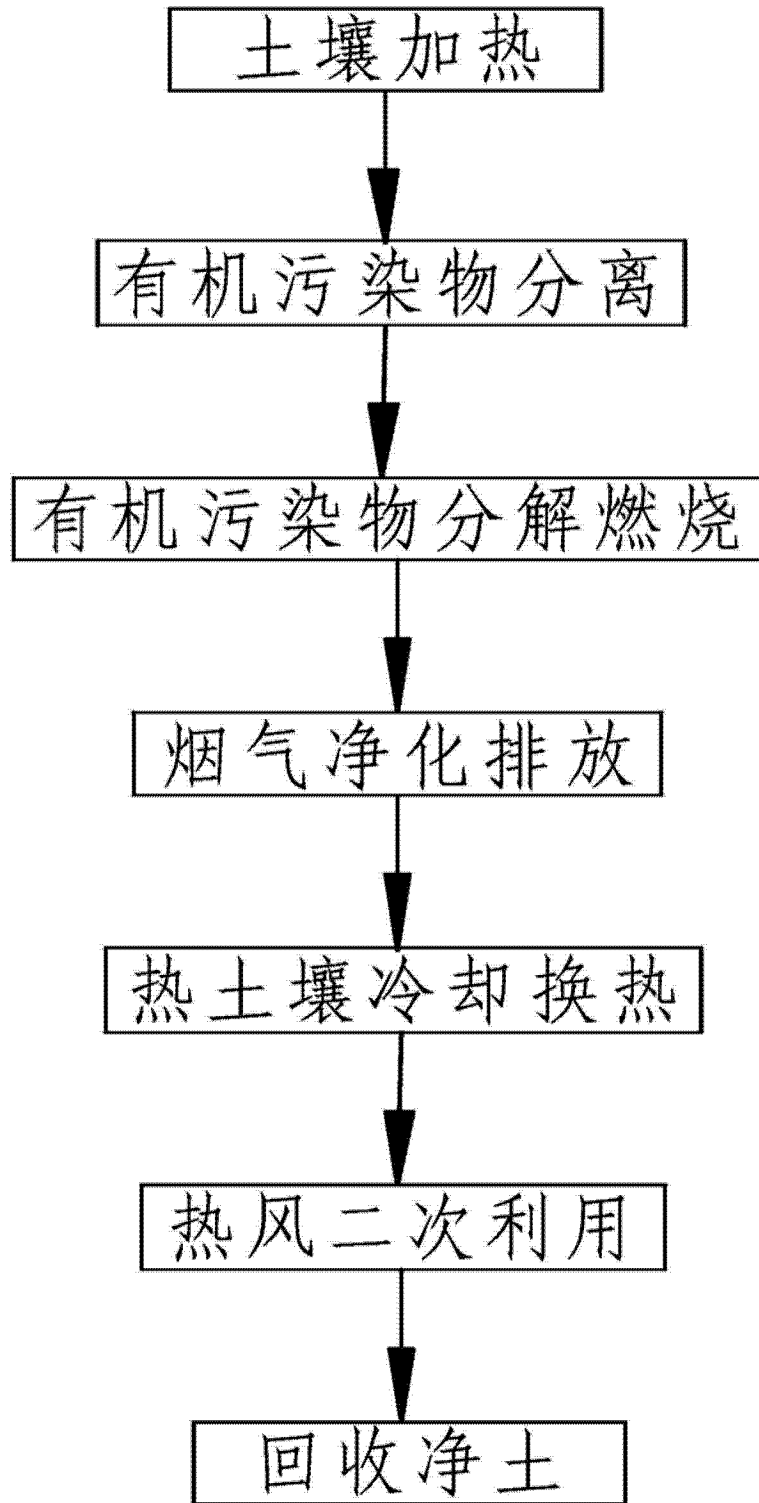 土壤加热
有机污染物分离
有机污染物分解燃烧
烟气净化排放
热土壤冷却换热
热风二次利用
回收净土